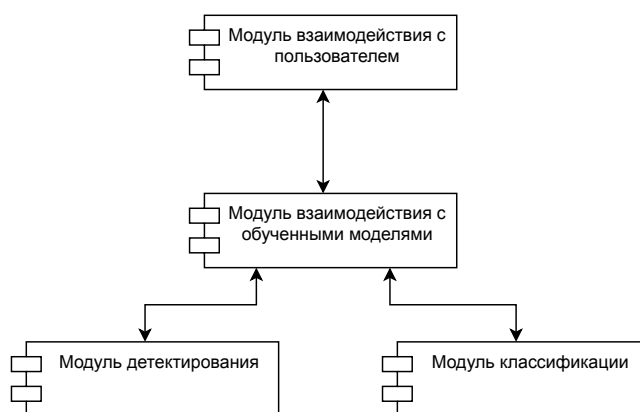 Модуль взаимодействия с
пользователем
Модуль взаимодействия с
обученными моделями
Модуль детектирования
Модуль классификации